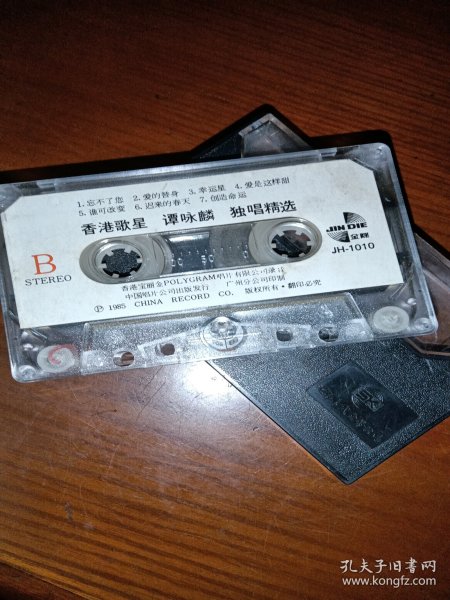 1.忘不了您 2.爱的替身 3.幸运星 4.爱是这样甜
5.谁可改变 6.迟来的春天 7.创造命运
香港歌星 谭咏麟 独唱精选
B
STEREO
JIN DIE
金蝶
JH-1010
香港宝丽金POLYGRAM唱片有限公司录音
中国唱片公司出版发行 广州分公司印制
Ⓟ 1985 CHINA RECORD CO. 版权所有·翻印必究
孔夫子旧书网
www.kongfz.com